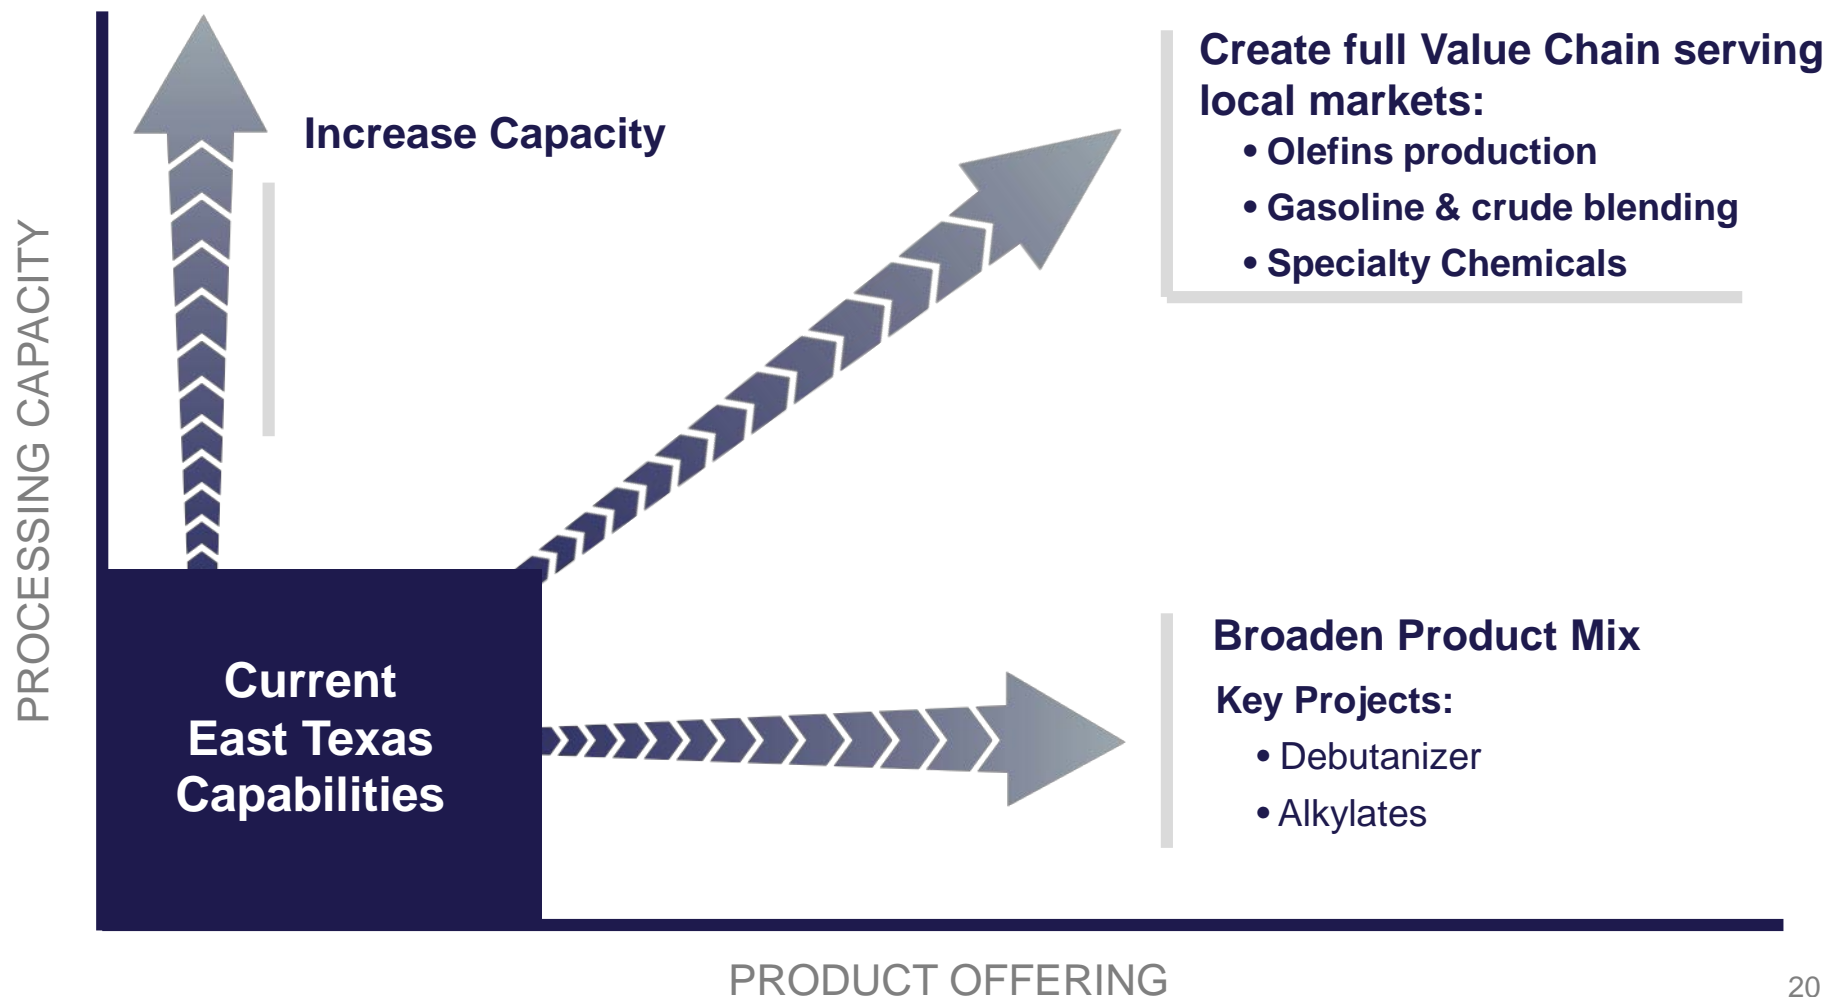 PROCESSING CAPACITY
Increase Capacity
Create full Value Chain serving
local markets:
• Olefins production
• Gasoline & crude blending
• Specialty Chemicals
Current
East Texas
Capabilities
Broaden Product Mix
Key Projects:
• Debutanizer
• Alkylates
PRODUCT OFFERING
20